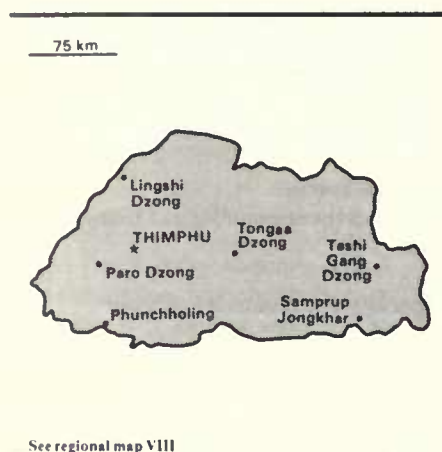 75 km
Lingshi
Dzong
THIMPHU
Tongsa
Dzong
Tashi
Gang
Dzong
Paro Dzong
Phunchholing
Samprup
Jongkhar
See regional map VIII